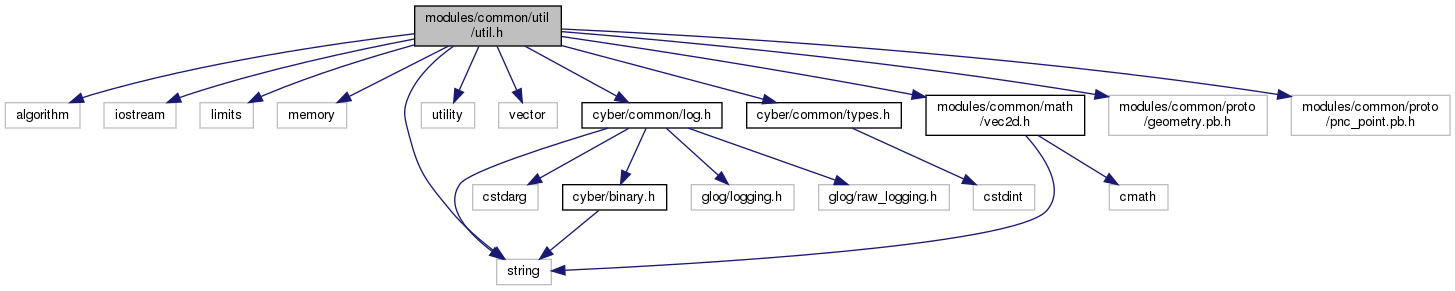 modules/common/util
/util.h
algorithm
iostream
limits
memory
utility
vector
cyber/common/log.h
cyber/common/types.h
modules/common/math
/vec2d.h
modules/common/proto
/geometry.pb.h
modules/common/proto
/pnc_point.pb.h
cstdarg
cyber/binary.h
glog/logging.h
glog/raw_logging.h
cstdint
cmath
string